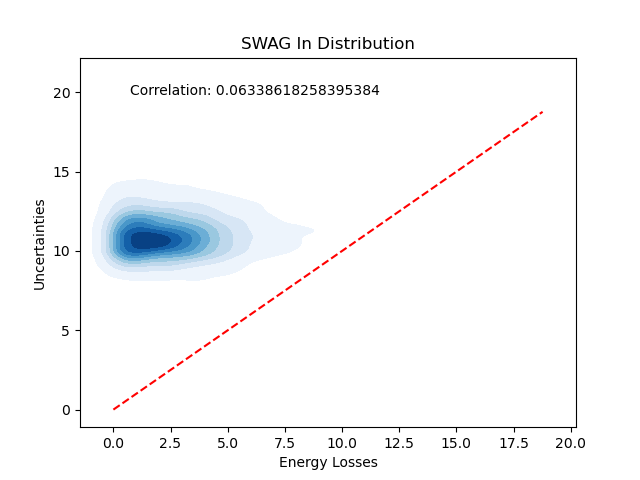 SWAG In Distribution
Correlation: 0.06338618258395384
20
15
10
5
0
Uncertainties
0.0 2.5 5.0 7.5 10.0 12.5 15.0 17.5 20.0
Energy Losses